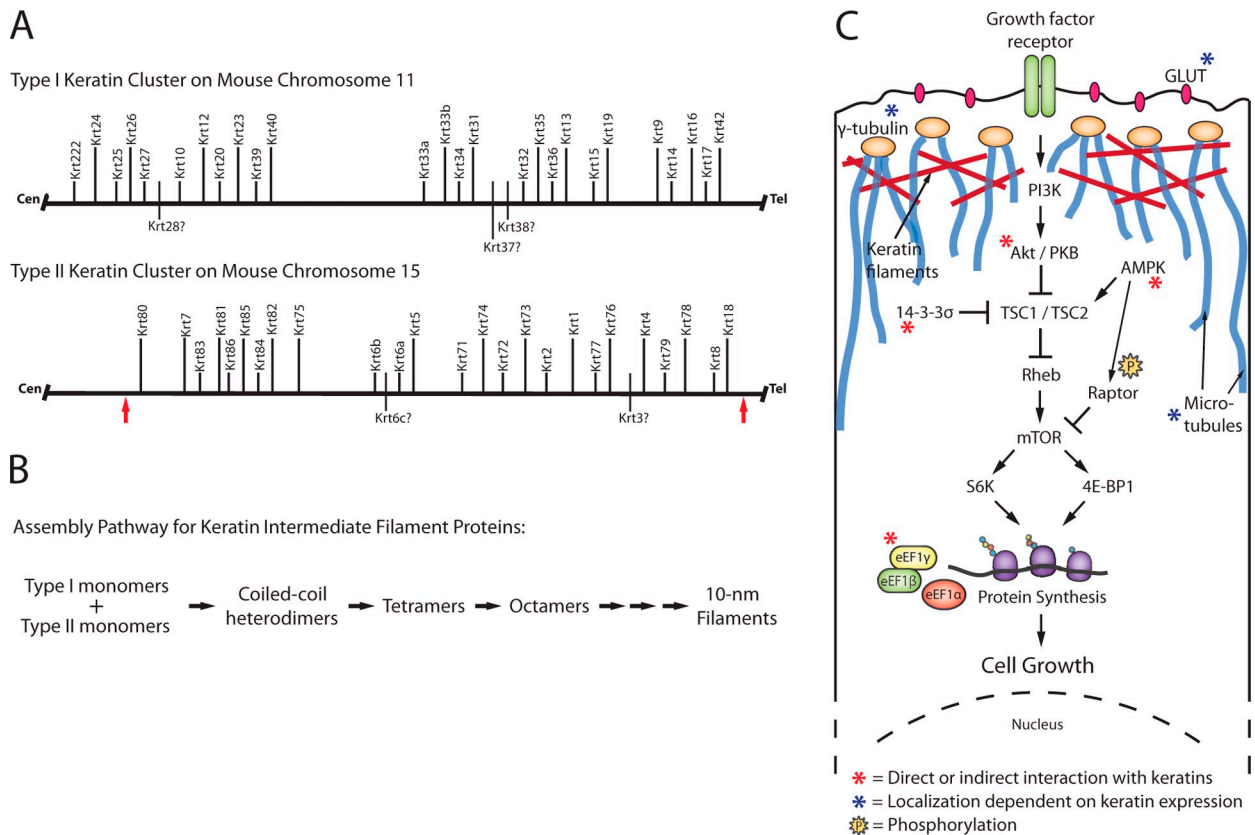 A
Type I Keratin Cluster on Mouse Chromosome 11
Krt222
Krt24
Krt25
Krt26
Krt27
Krt10
Krt12
Krt20
Krt23
Krt39
Krt40
Krt33a
Krt33b
Krt34
Krt31
Krt32
Krt35
Krt36
Krt13
Krt15
Krt19
Krt9
Krt14
Krt16
Krt17
Krt42
Cen
Tel
Krt28?
Krt38?
Krt37?
Type II Keratin Cluster on Mouse Chromosome 15
Krt80
Krt7
Krt83
Krt81
Krt86
Krt85
Krt84
Krt82
Krt75
Krt6b
Krt6a
Krt5
Krt71
Krt74
Krt72
Krt73
Krt2
Krt1
Krt77
Krt76
Krt4
Krt79
Krt78
Krt8
Krt18
Cen
Tel
Krt6c?
Krt3?
B
Assembly Pathway for Keratin Intermediate Filament Proteins:
Type I monomers
+
Type II monomers
Coiled-coil
heterodimers
Tetramers
Octamers
10-nm
Filaments
C
Growth factor
receptor
GLUT *
*
γ-tubulin
PI3K
Keratin
filaments
* Akt / PKB
AMPK
*
14-3-3σ
*
TSC1 / TSC2
Rheb
P
Raptor
* Micro-
tubules
mTOR
S6K
4E-BP1
*
eEF1γ
eEF1β
eEF1α
Protein Synthesis
Cell Growth
Nucleus
* = Direct or indirect interaction with keratins
* = Localization dependent on keratin expression
P = Phosphorylation